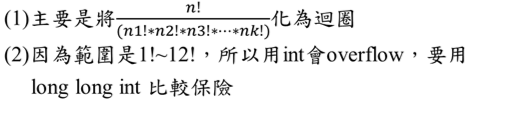 (1)主要是將n!/(n1!*n2!*n3!*⋯*nk!)化為迴圈
(2)因為範圍是1!~12!，所以用int會overflow，要用
long long int 比較保險